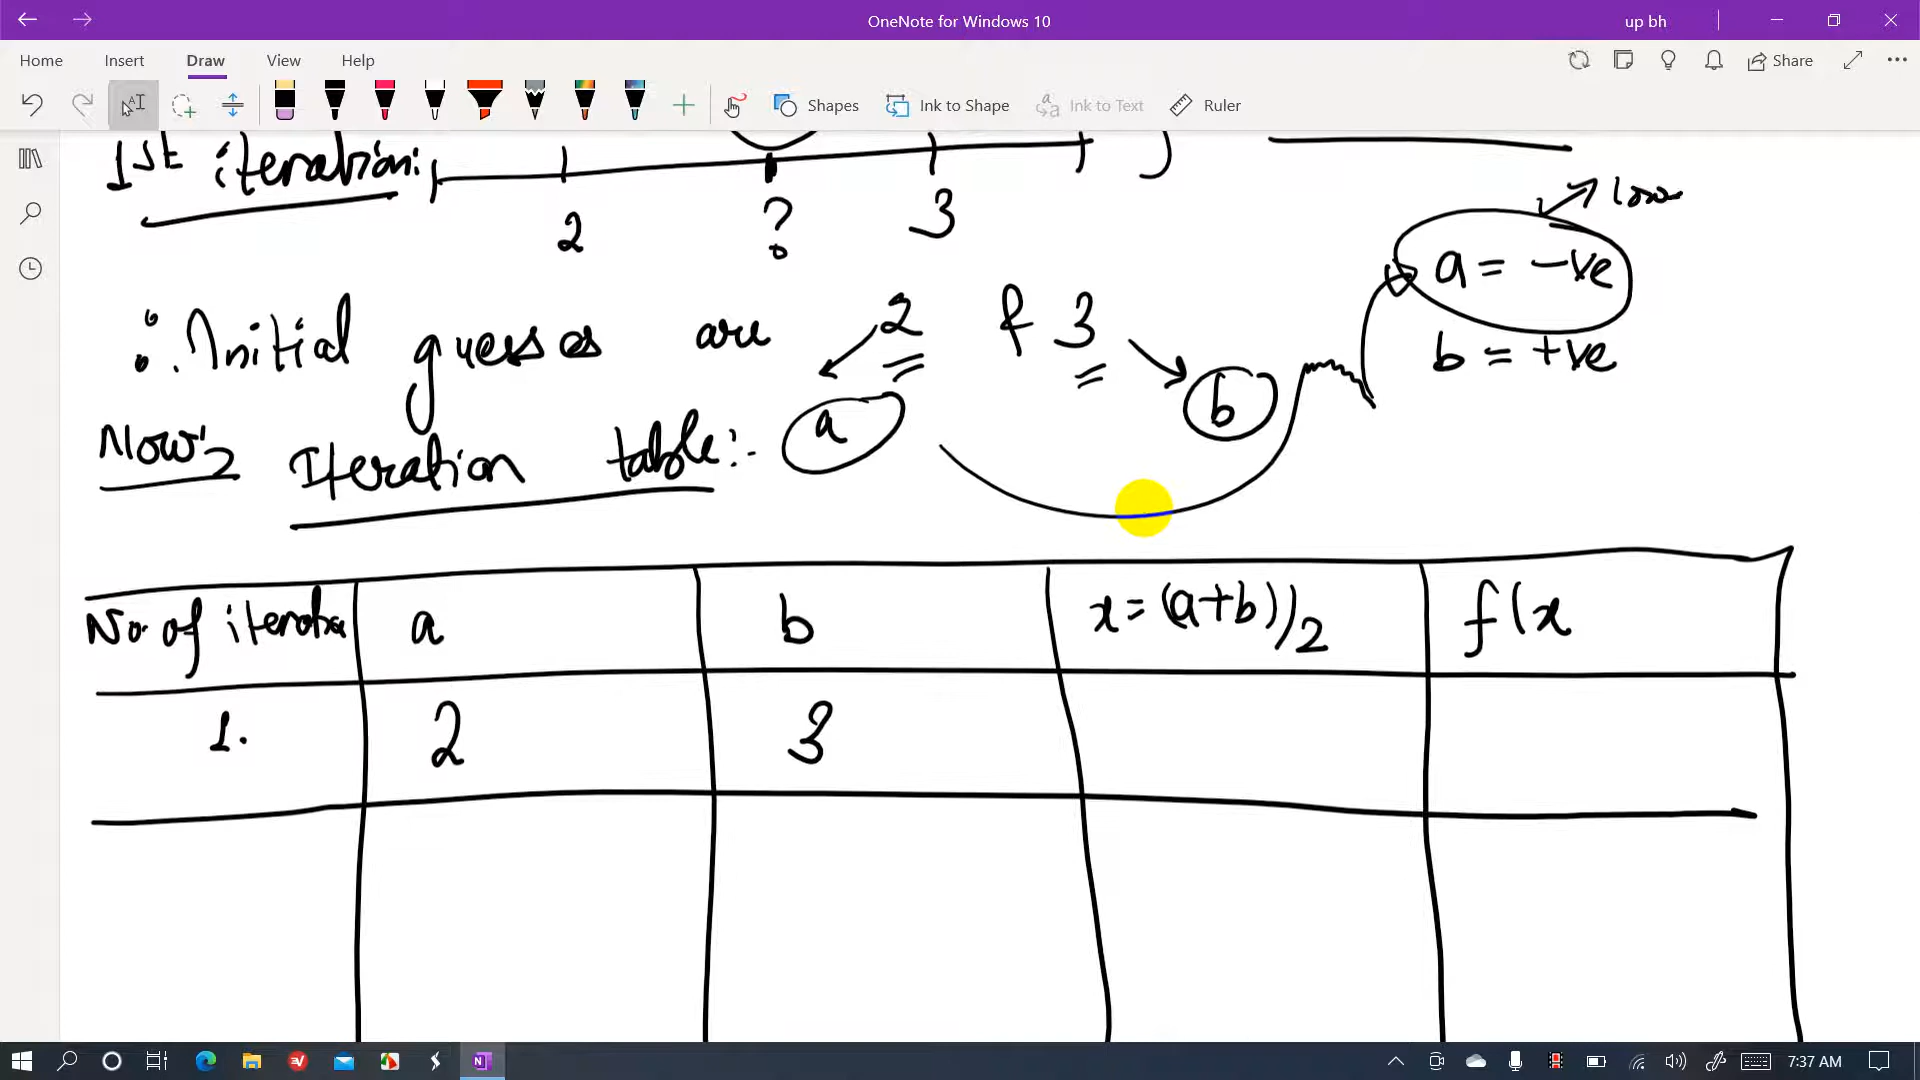 OneNote for Windows 10
up bh
Home Insert Draw View Help
Share
Shapes Ink to Shape Ink to Text Ruler
1st iteration:
2 ? 3
a = -ve
b = +ve
∴ Initial guesses are 2 & 3
a b
Now, Iteration table:-
No. of iteration a b x=(a+b)/2 f(x
1. 2 3
7:37 AM